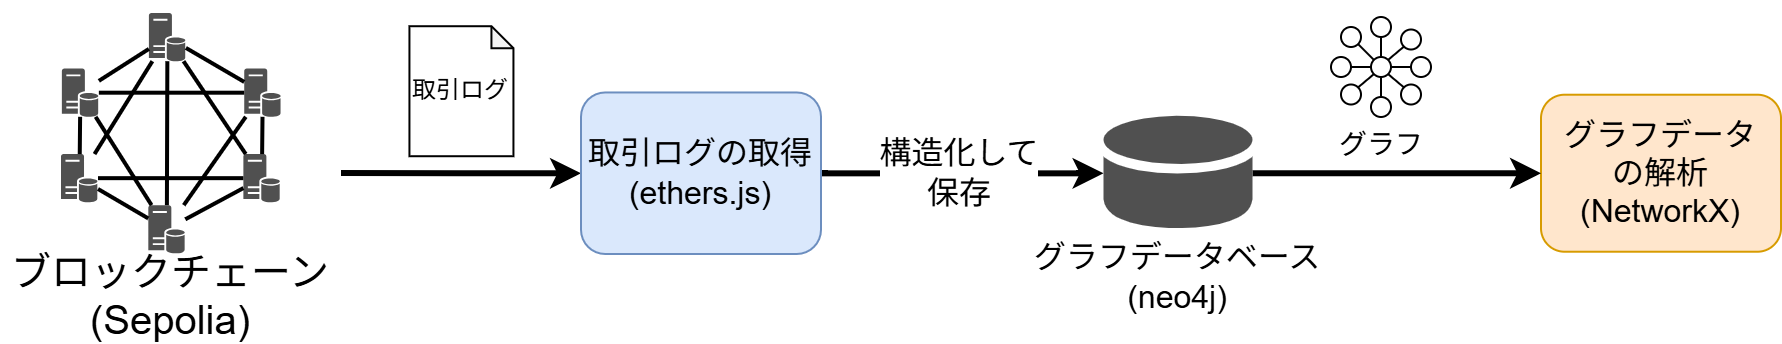 ブロックチェーン
(Sepolia)
取引ログ
取引ログの取得
(ethers.js)
構造化して
保存
グラフデータベース
(neo4j)
グラフ
グラフデータ
の解析
(NetworkX)